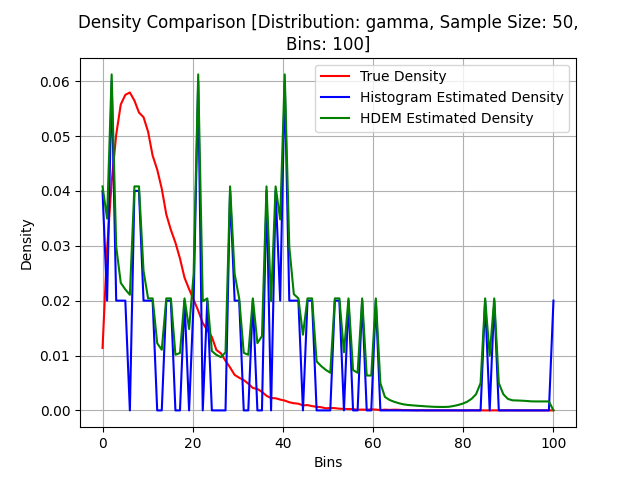 Density Comparison [Distribution: gamma, Sample Size: 50,
Bins: 100]
True Density
Histogram Estimated Density
HDEM Estimated Density
Density
0.06
0.05
0.04
0.03
0.02
0.01
0.00
0 20 40 60 80 100
Bins